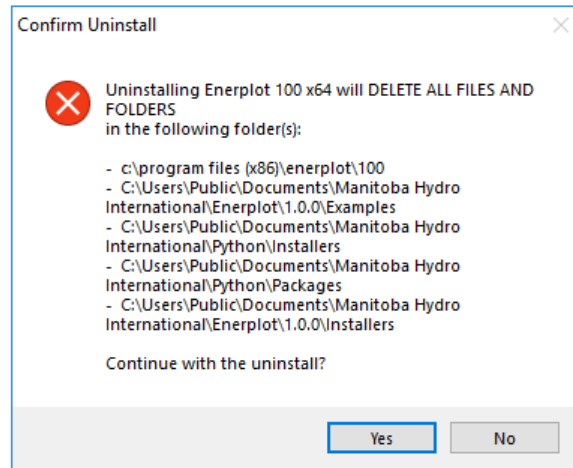 Confirm Uninstall
Uninstalling Enerplot 100 x64 will DELETE ALL FILES AND
FOLDERS
in the following folder(s):
- c:\program files (x86)\enerplot\100
- C:\Users\Public\Documents\Manitoba Hydro
International\Enerplot\1.0.0\Examples
- C:\Users\Public\Documents\Manitoba Hydro
International\Python\Installers
- C:\Users\Public\Documents\Manitoba Hydro
International\Python\Packages
- C:\Users\Public\Documents\Manitoba Hydro
International\Enerplot\1.0.0\Installers
Continue with the uninstall?
Yes
No